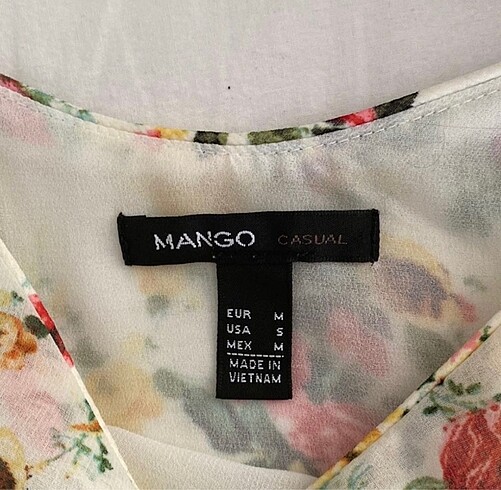 MANGO CASUAL
EUR M
USA S
MEX M
MADE IN
VIETNAM